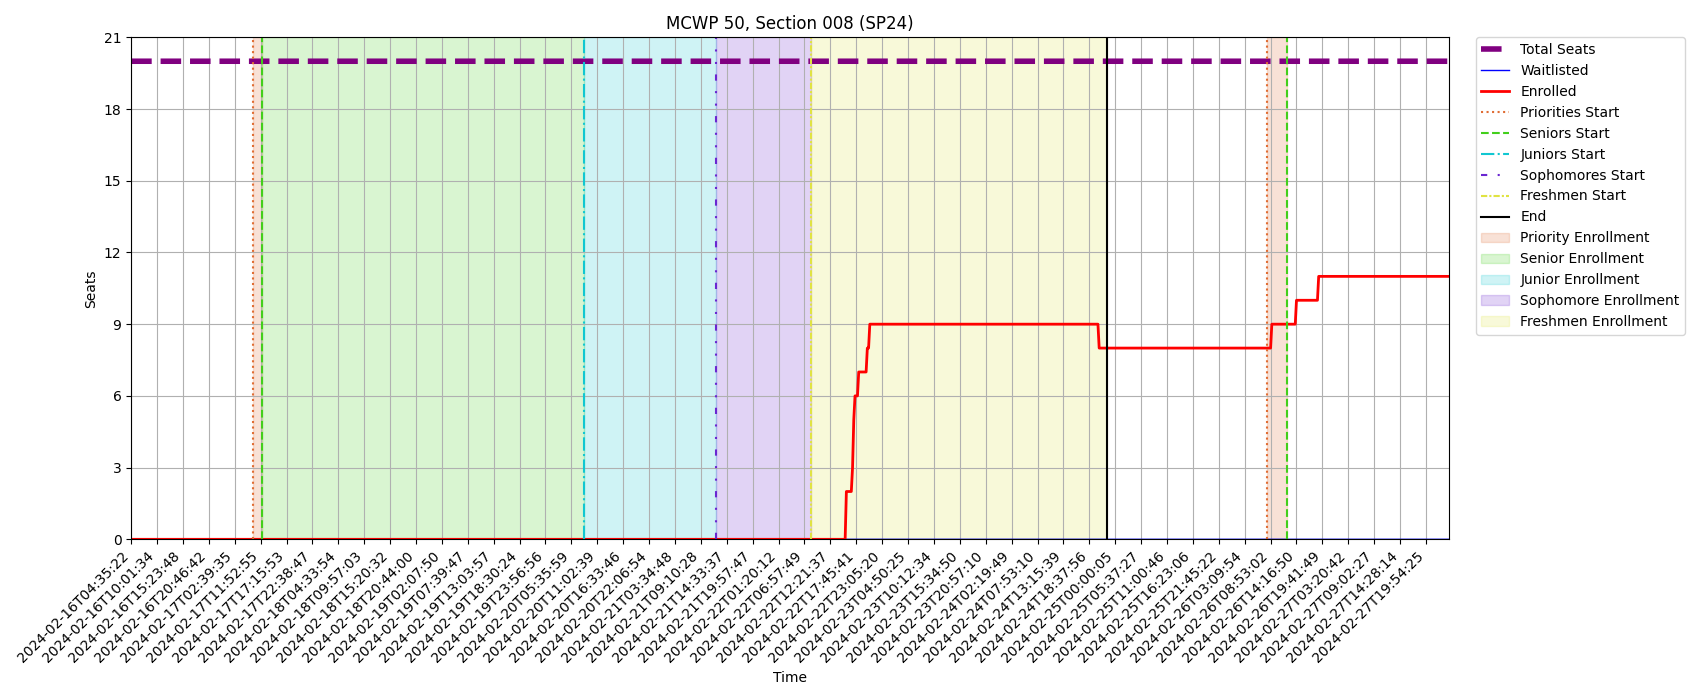 MCWP 50, Section 008 (SP24)
21
18
15
12
9
6
3
0
Seats
2024-02-16T04:35:22
2024-02-16T10:01:34
2024-02-16T15:23:48
2024-02-16T20:46:42
2024-02-17T02:39:35
2024-02-17T11:52:55
2024-02-17T17:15:53
2024-02-17T22:38:47
2024-02-18T04:33:54
2024-02-18T09:57:03
2024-02-18T15:20:32
2024-02-18T20:44:00
2024-02-19T02:07:50
2024-02-19T07:39:47
2024-02-19T13:03:57
2024-02-19T18:30:24
2024-02-19T23:56:56
2024-02-20T05:35:59
2024-02-20T11:02:39
2024-02-20T16:33:46
2024-02-20T22:06:54
2024-02-21T03:34:48
2024-02-21T09:10:28
2024-02-21T14:33:37
2024-02-21T19:57:47
2024-02-22T01:20:12
2024-02-22T06:57:49
2024-02-22T12:21:37
2024-02-22T17:45:41
2024-02-22T23:05:20
2024-02-23T04:50:25
2024-02-23T10:12:34
2024-02-23T15:34:50
2024-02-23T20:57:10
2024-02-24T02:19:49
2024-02-24T07:53:10
2024-02-24T13:15:39
2024-02-24T18:37:56
2024-02-25T00:00:05
2024-02-25T05:37:27
2024-02-25T11:00:46
2024-02-25T16:23:06
2024-02-25T21:45:22
2024-02-26T03:09:54
2024-02-26T08:53:02
2024-02-26T14:16:50
2024-02-26T19:41:49
2024-02-27T03:20:42
2024-02-27T09:02:27
2024-02-27T14:28:14
2024-02-27T19:54:25
Time
Total Seats
Waitlisted
Enrolled
Priorities Start
Seniors Start
Juniors Start
Sophomores Start
Freshmen Start
End
Priority Enrollment
Senior Enrollment
Junior Enrollment
Sophomore Enrollment
Freshmen Enrollment